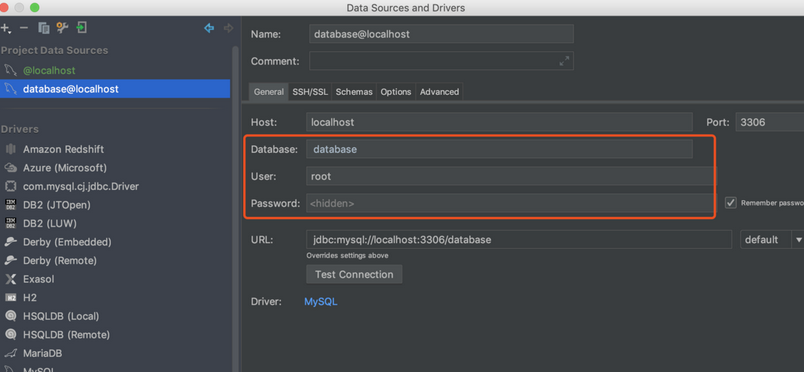 Data Sources and Drivers
Project Data Sources
@localhost
database@localhost
Drivers
Amazon Redshift
Azure (Microsoft)
com.mysql.cj.jdbc.Driver
DB2 (JTOpen)
DB2 (LUW)
Derby (Embedded)
Derby (Remote)
Exasol
H2
HSQLDB (Local)
HSQLDB (Remote)
MariaDB
MySQL
Name: database@localhost
Comment:
General SSH/SSL Schemas Options Advanced
Host: localhost Port: 3306
Database: database
User: root
Password: <hidden> Remember passwo
URL: jdbc:mysql://localhost:3306/database default
Overrides settings above
Test Connection
Driver: MySQL